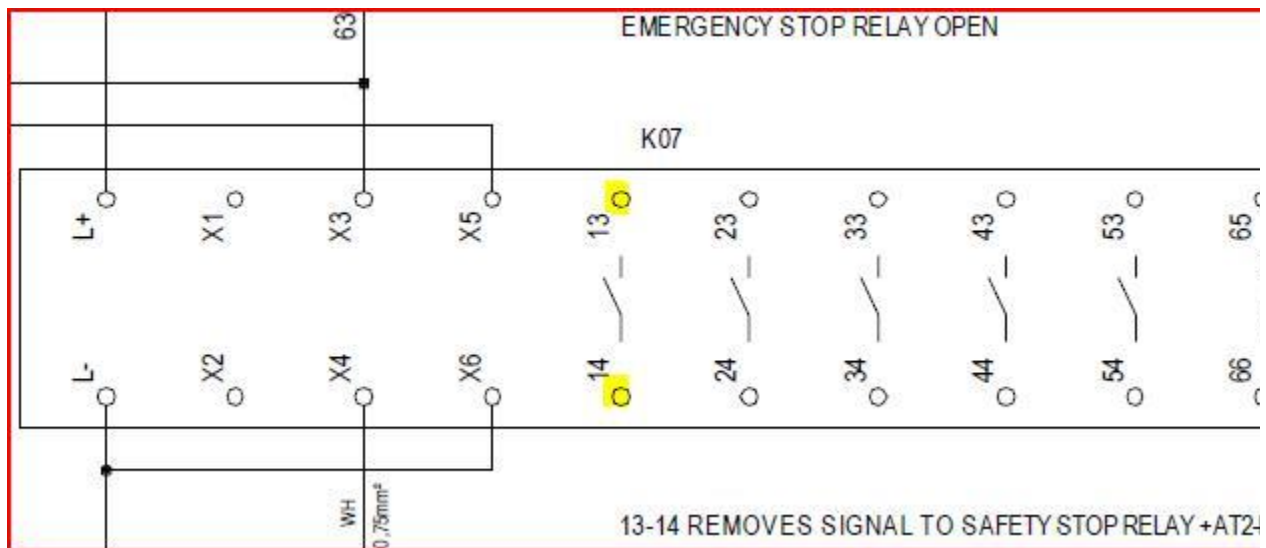 63
EMERGENCY STOP RELAY OPEN
K07
L+
X1
X3
X5
13
23
33
43
53
65
L-
X2
X4
X6
14
24
34
44
54
66
WH
0,75mm²
13-14 REMOVES SIGNAL TO SAFETY STOP RELAY +AT2-